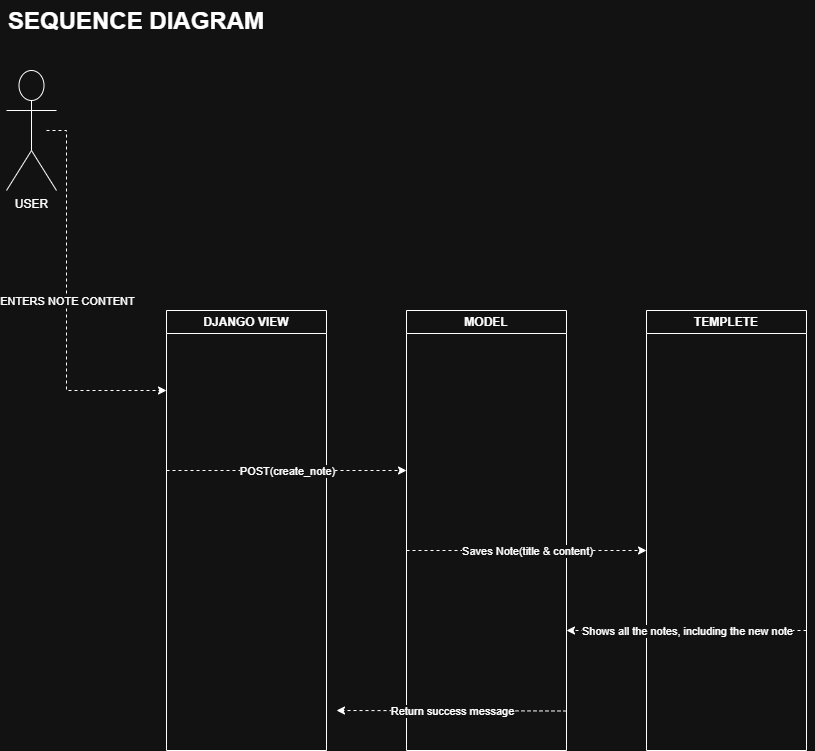 SEQUENCE DIAGRAM
USER
ENTERS NOTE CONTENT
DJANGO VIEW
MODEL
TEMPLETE
POST(create_note)
Saves Note(title & content)
Shows all the notes, including the new note
Return success message